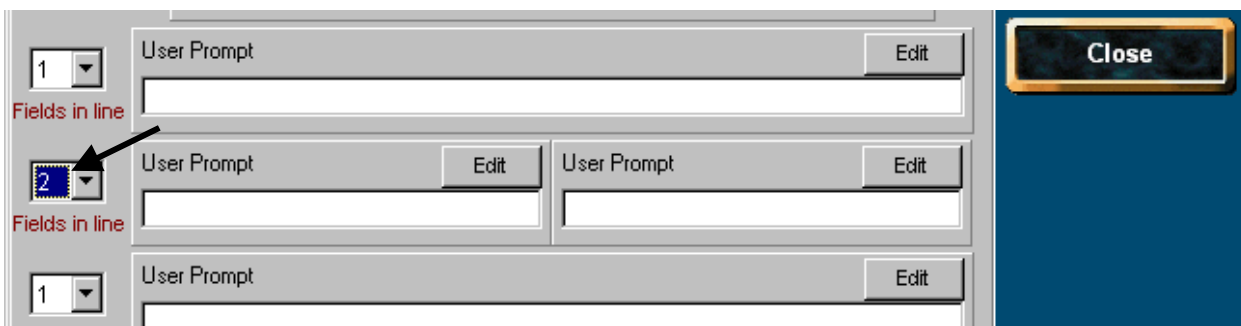 User Prompt Edit
1
Fields in line
Close
User Prompt Edit User Prompt Edit
2
Fields in line
User Prompt Edit
1